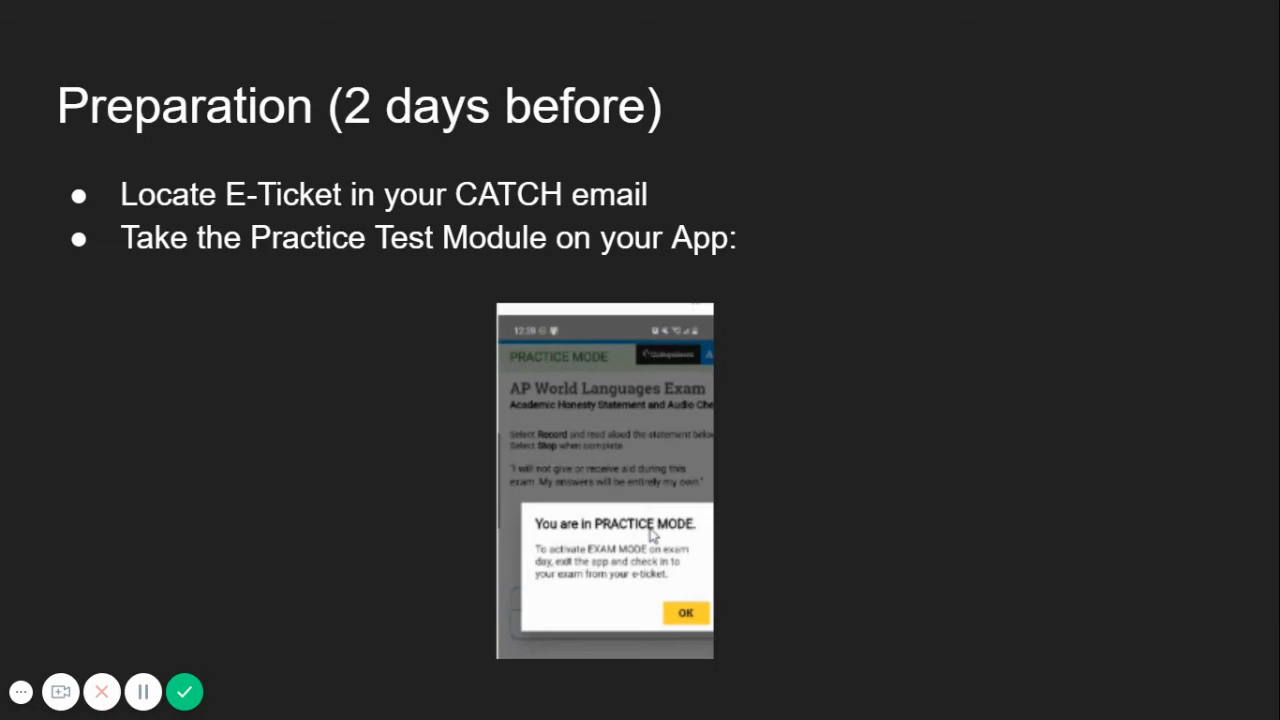 Preparation (2 days before)
● Locate E-Ticket in your CATCH email
● Take the Practice Test Module on your App:
12:39
PRACTICE MODE
CollegeBoard A
AP World Languages Exam
Academic Honesty Statement and Audio Che
Select Record and read aloud the statement below
Select Stop when complete
"I will not give or receive aid during this
exam. My answers will be entirely my own."
You are in PRACTICE MODE.
To activate EXAM MODE on exam
day, exit the app and check in to
your exam from your e-ticket.
OK